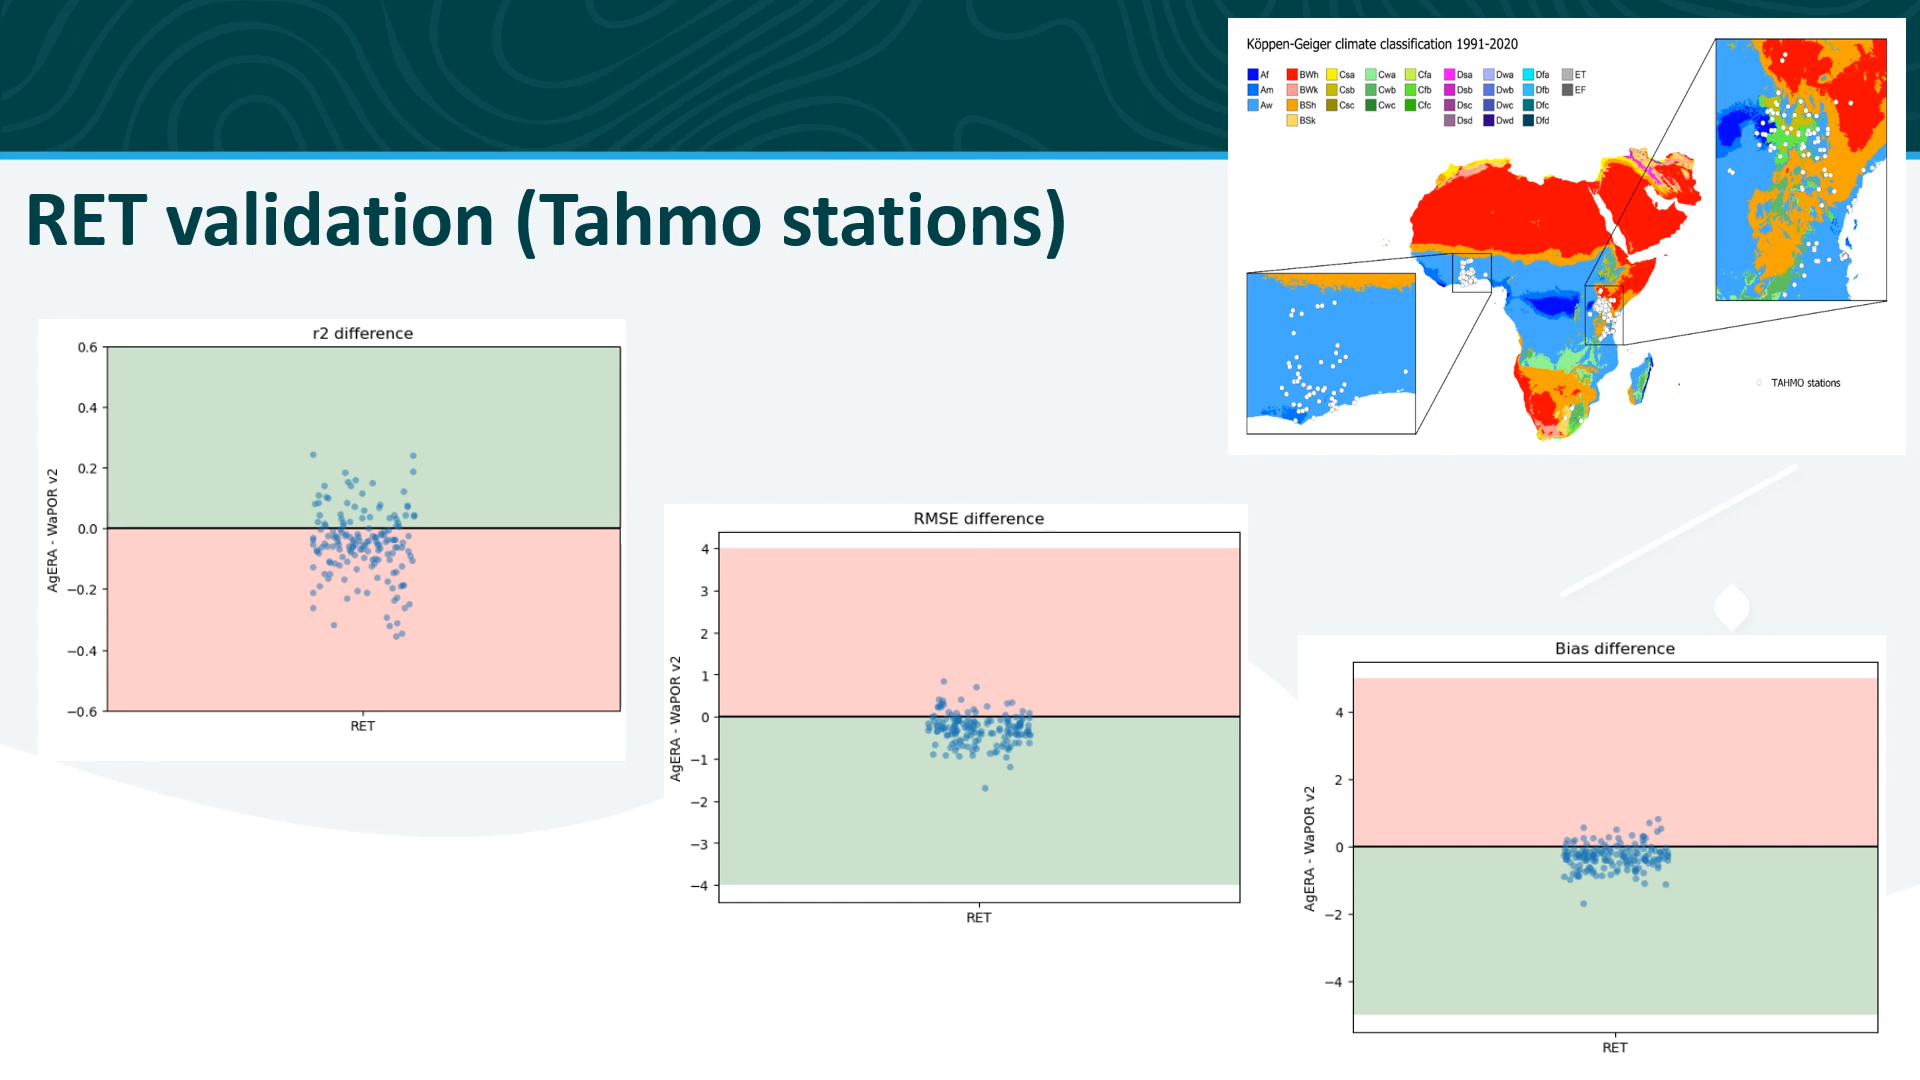 Köppen-Geiger climate classification 1991-2020
Af BWh Csa Cwa Cfa Dsa Dwa Dfa ET
Am BWk Csb Cwb Cfb Dsb Dwb Dfb EF
Aw BSh Csc Cwc Cfc Dsc Dwc Dfc
BSk Dsd Dwd Dfd
TAHMO stations
RET validation (Tahmo stations)
r2 difference
AgERA - WaPOR v2
0.6
0.4
0.2
0.0
−0.2
−0.4
−0.6
RET
RMSE difference
AgERA - WaPOR v2
4
3
2
1
0
−1
−2
−3
−4
RET
Bias difference
AgERA - WaPOR v2
4
2
0
−2
−4
RET